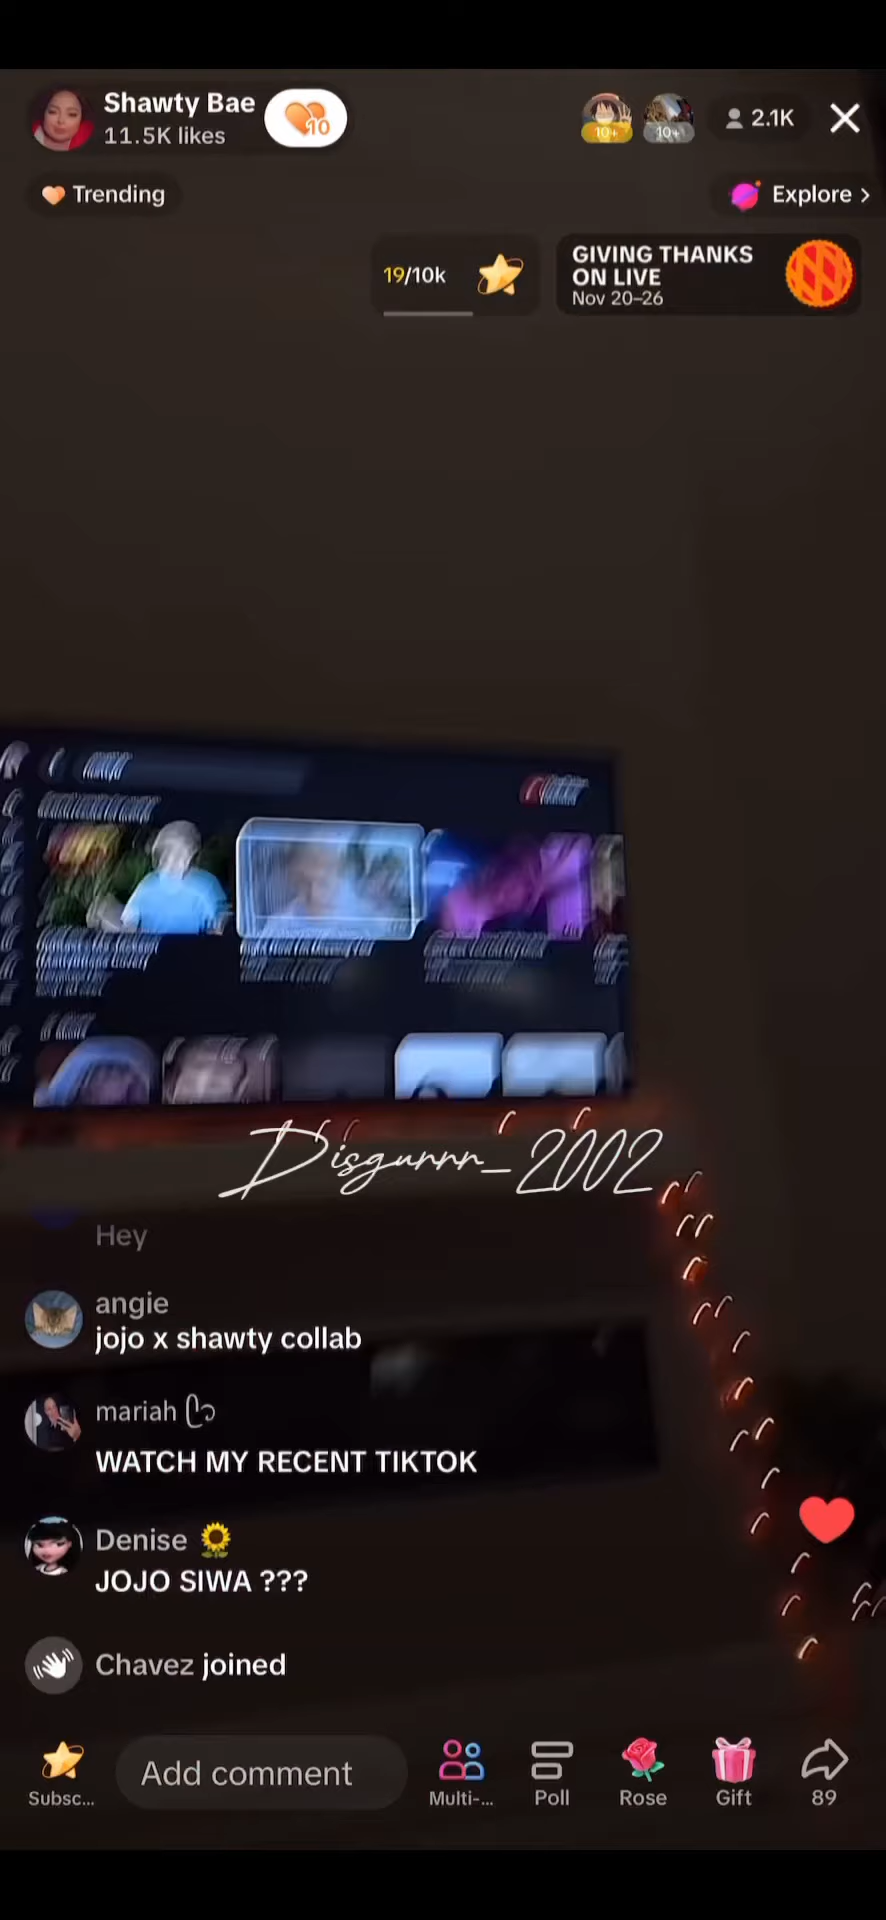 Shawty Bae
11.5K likes
10
10+
10+
2.1K
Trending
Explore
19/10k
GIVING THANKS
ON LIVE
Nov 20–26
Disgunnn_2002
Hey
angie
jojo x shawty collab
mariah
WATCH MY RECENT TIKTOK
Denise 🌻
JOJO SIWA ???
Chavez joined
Add comment
Subsc...
Multi-...
Poll
Rose
Gift
89